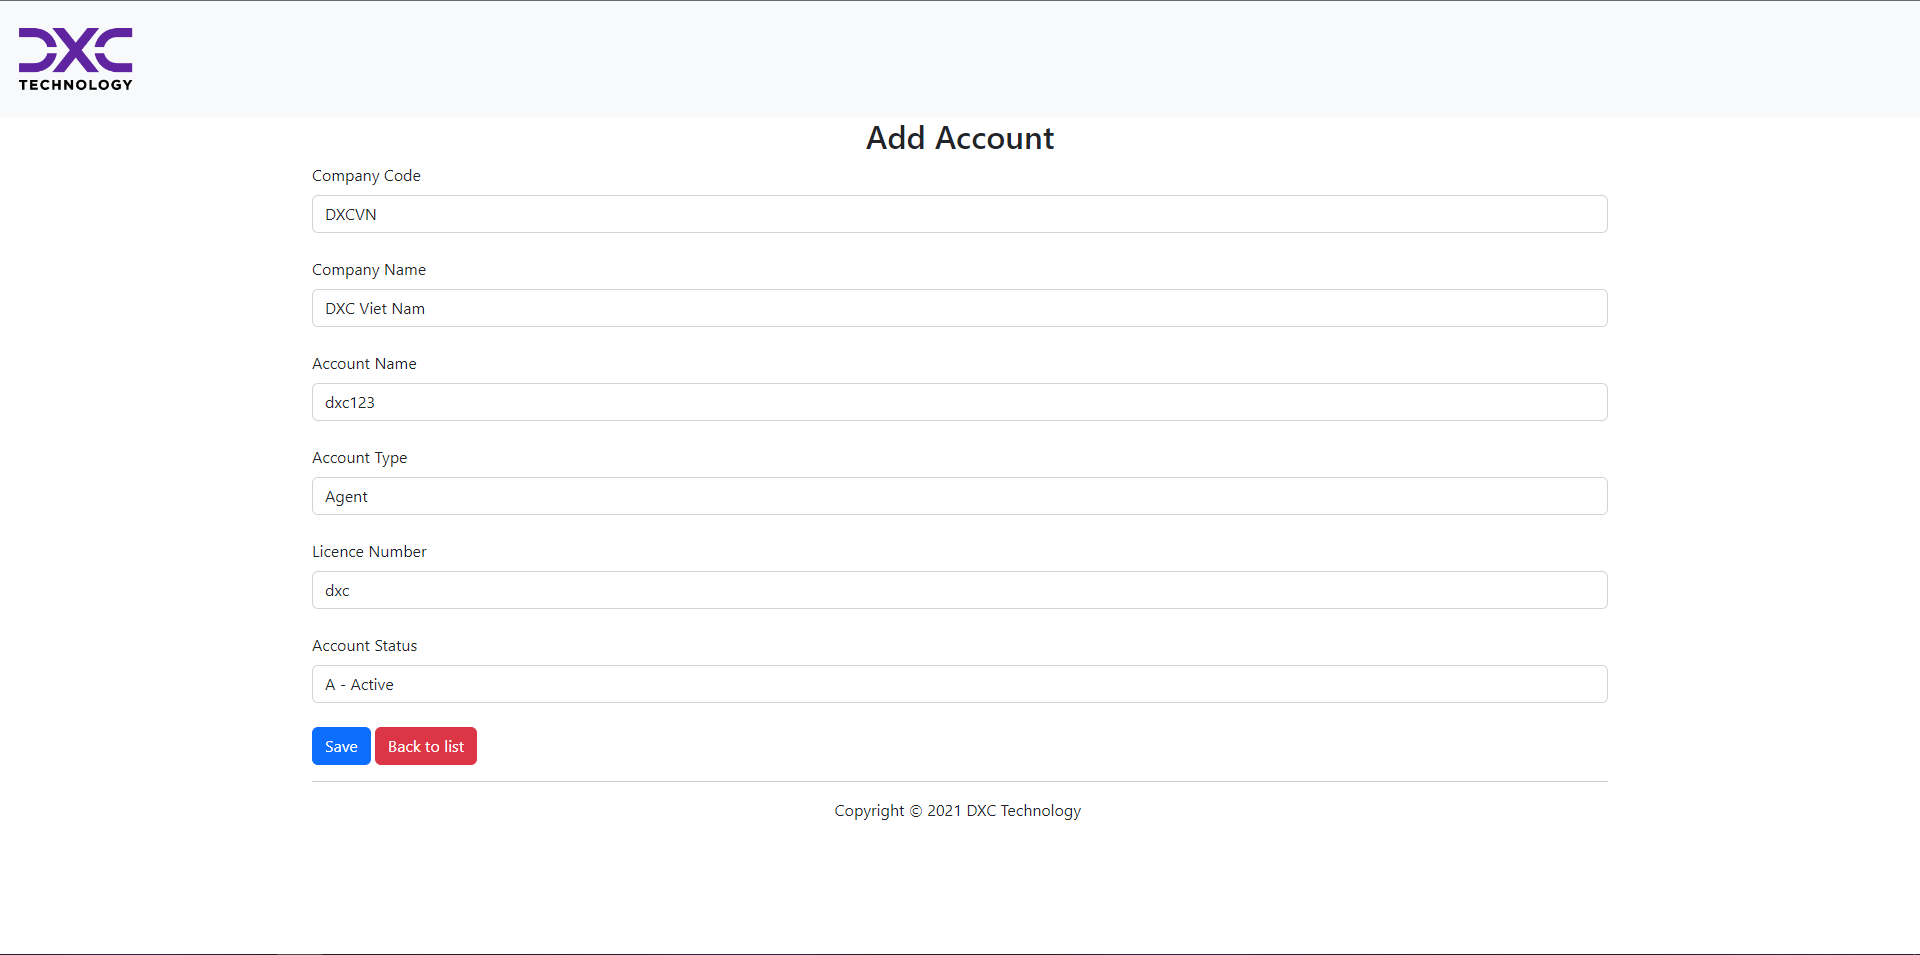 DXC
TECHNOLOGY
Add Account
Company Code
DXCVN
Company Name
DXC Viet Nam
Account Name
dxc123
Account Type
Agent
Licence Number
dxc
Account Status
A - Active
Save Back to list
Copyright © 2021 DXC Technology